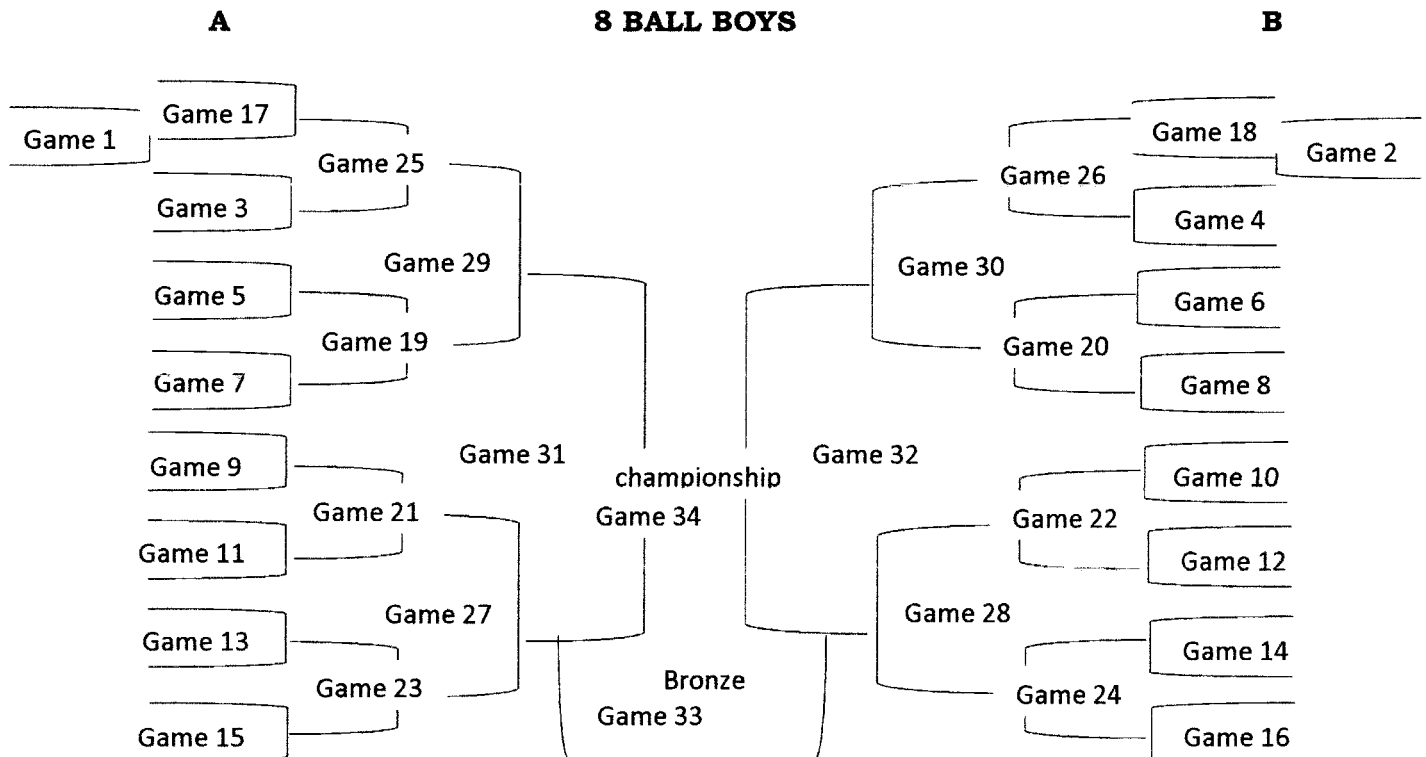 A 8 BALL BOYS B
Game 17
Game 18
Game 1
Game 2
Game 25
Game 26
Game 3
Game 4
Game 29
Game 30
Game 5
Game 6
Game 19
Game 20
Game 7
Game 8
Game 31
Game 32
Game 9
Game 10
championship
Game 34
Game 21
Game 22
Game 11
Game 12
Game 27
Game 28
Game 13
Game 14
Bronze
Game 33
Game 23
Game 24
Game 15
Game 16